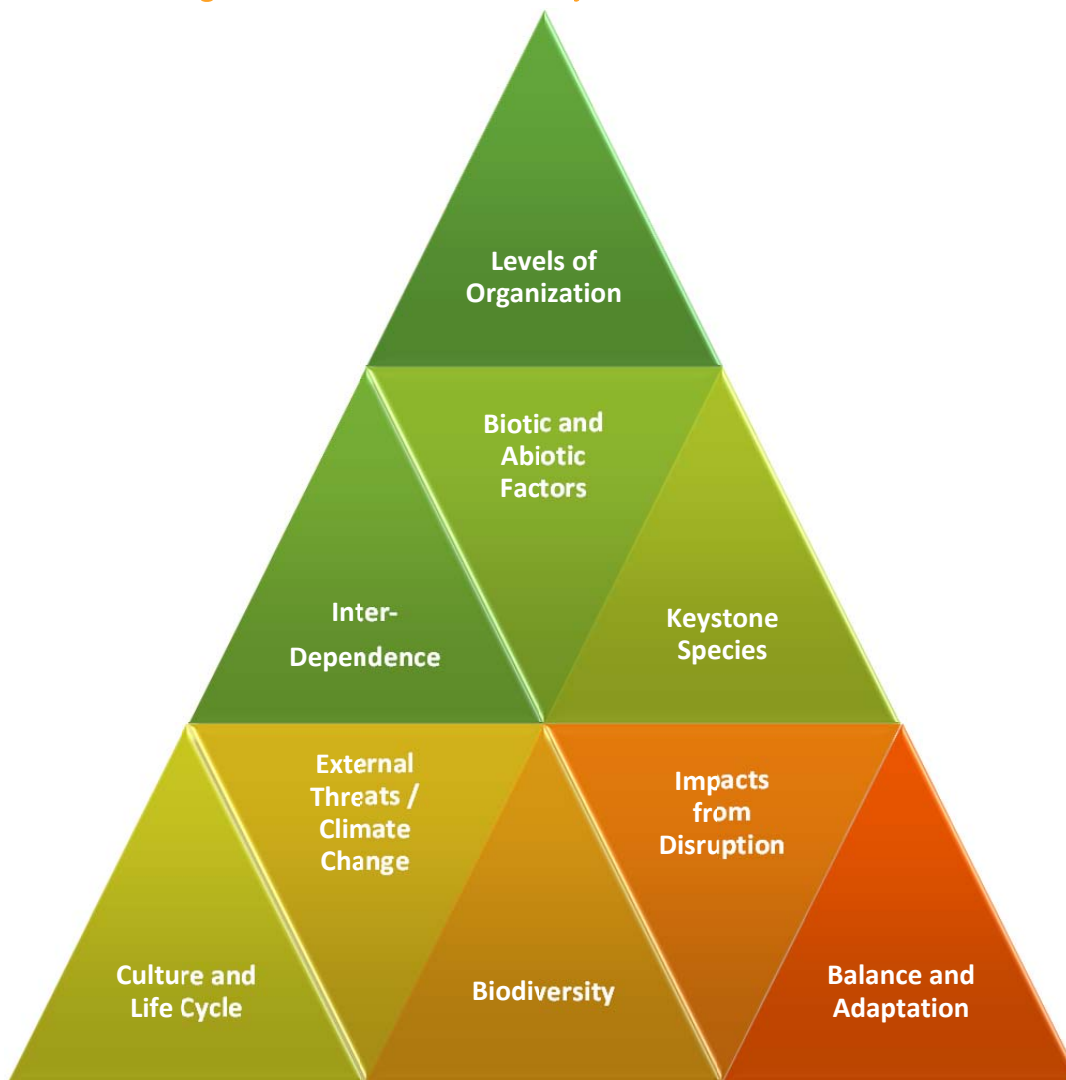 Levels of
Organization
Biotic and
Abiotic
Factors
Inter-
Dependence
Keystone
Species
External
Threats /
Climate
Change
Impacts
from
Disruption
Culture and
Life Cycle
Biodiversity
Balance and
Adaptation